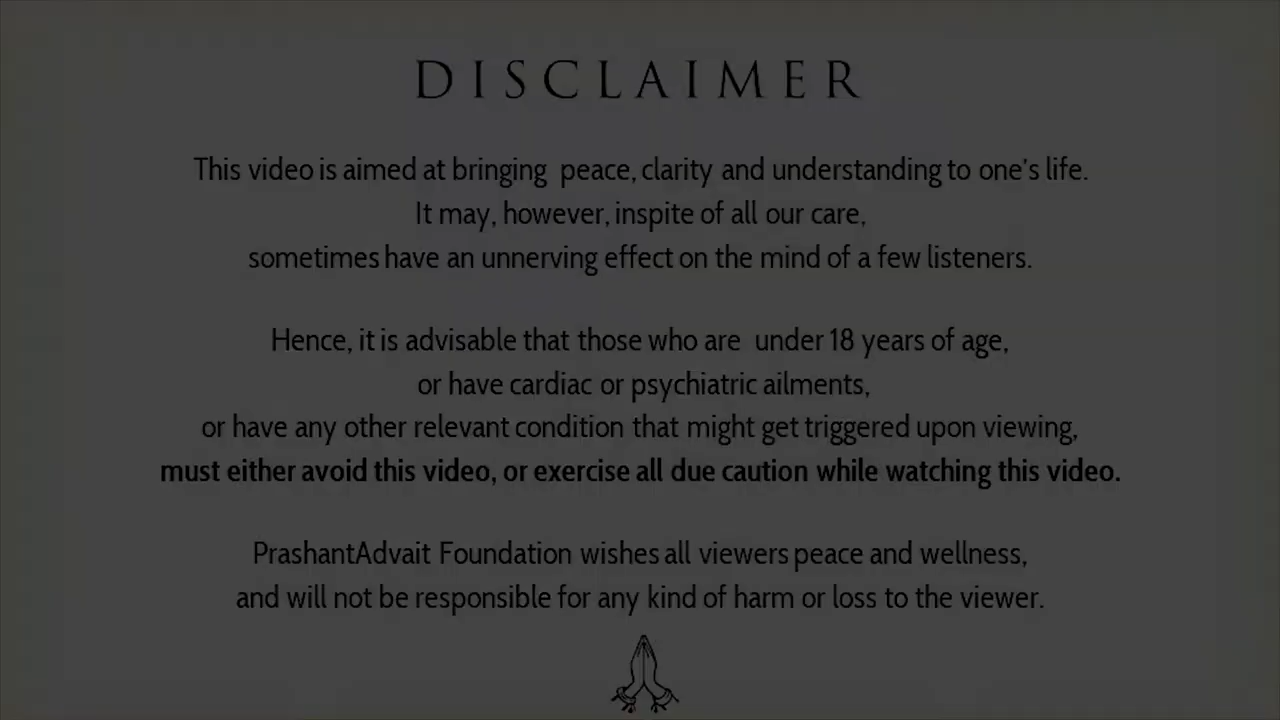 DISCLAIMER
This video is aimed at bringing peace, clarity and understanding to one's life.
It may, however, inspite of all our care,
sometimes have an unnerving effect on the mind of a few listeners.
Hence, it is advisable that those who are under 18 years of age,
or have cardiac or psychiatric ailments,
or have any other relevant condition that might get triggered upon viewing,
must either avoid this video, or exercise all due caution while watching this video.
PrashantAdvait Foundation wishes all viewers peace and wellness,
and will not be responsible for any kind of harm or loss to the viewer.